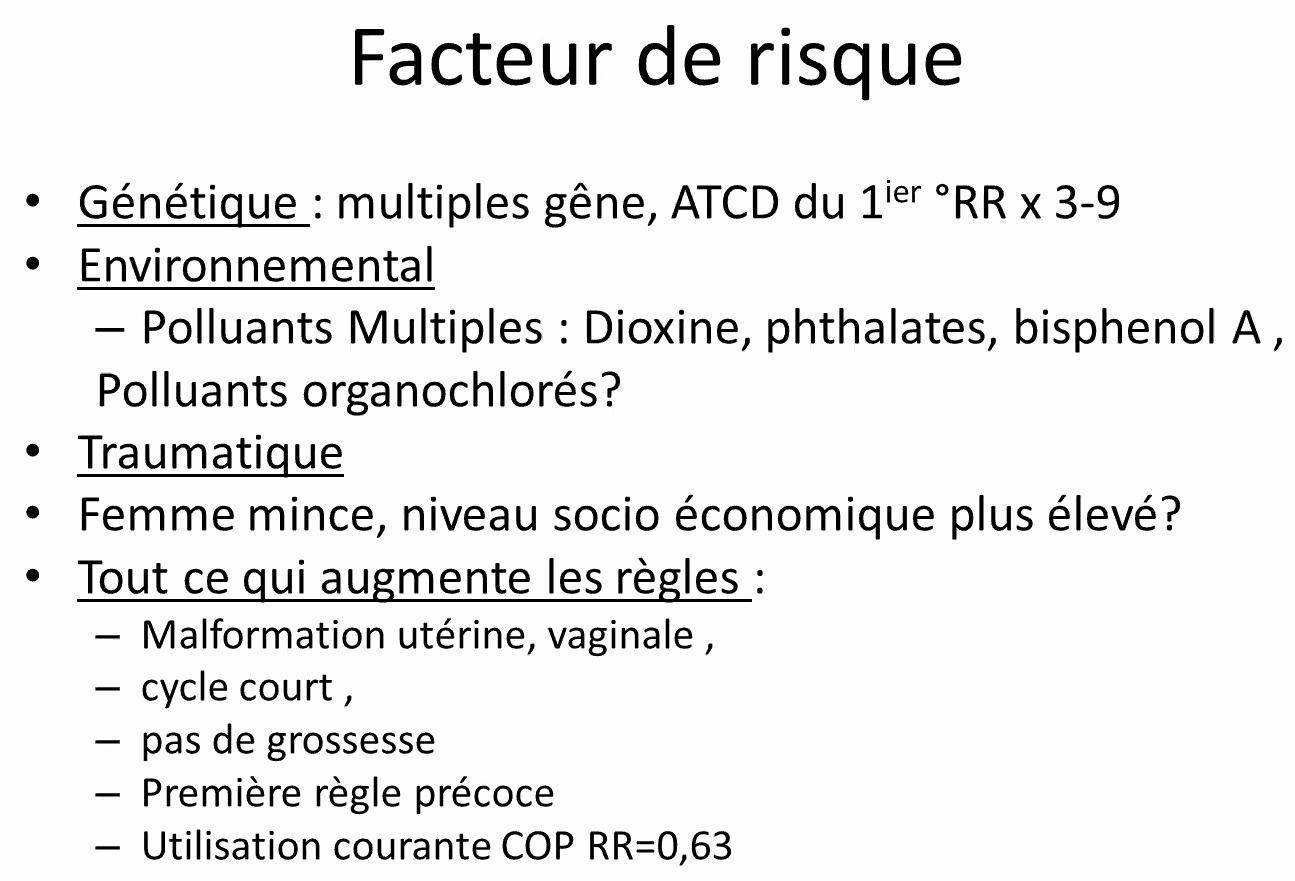 Facteur de risque
• Génétique : multiples gêne, ATCD du 1ier °RR x 3-9
• Environnemental
– Polluants Multiples : Dioxine, phthalates, bisphenol A ,
Polluants organochlorés?
• Traumatique
• Femme mince, niveau socio économique plus élevé?
• Tout ce qui augmente les règles :
– Malformation utérine, vaginale ,
– cycle court ,
– pas de grossesse
– Première règle précoce
– Utilisation courante COP RR=0,63